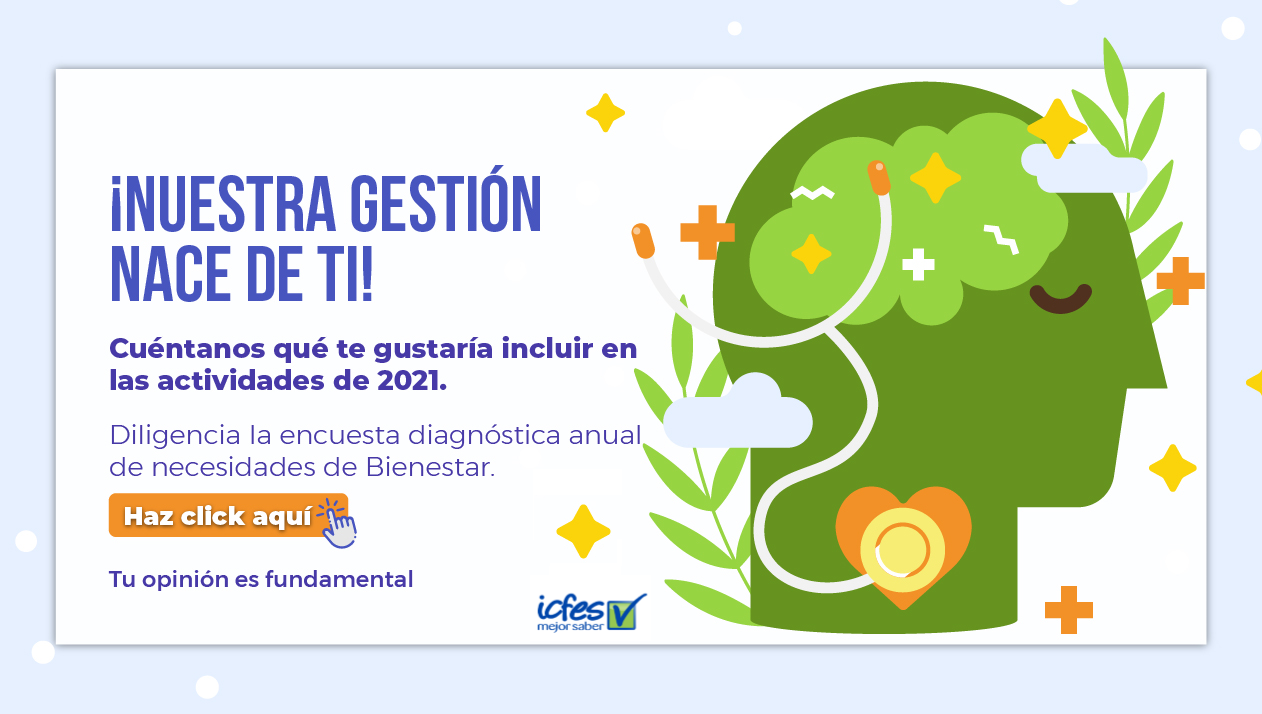 ¡NUESTRA GESTIÓN
NACE DE TI!
Cuéntanos qué te gustaría incluir en
las actividades de 2021.
Diligencia la encuesta diagnóstica anual
de necesidades de Bienestar.
Haz click aquí
Tu opinión es fundamental
icfes
mejor saber